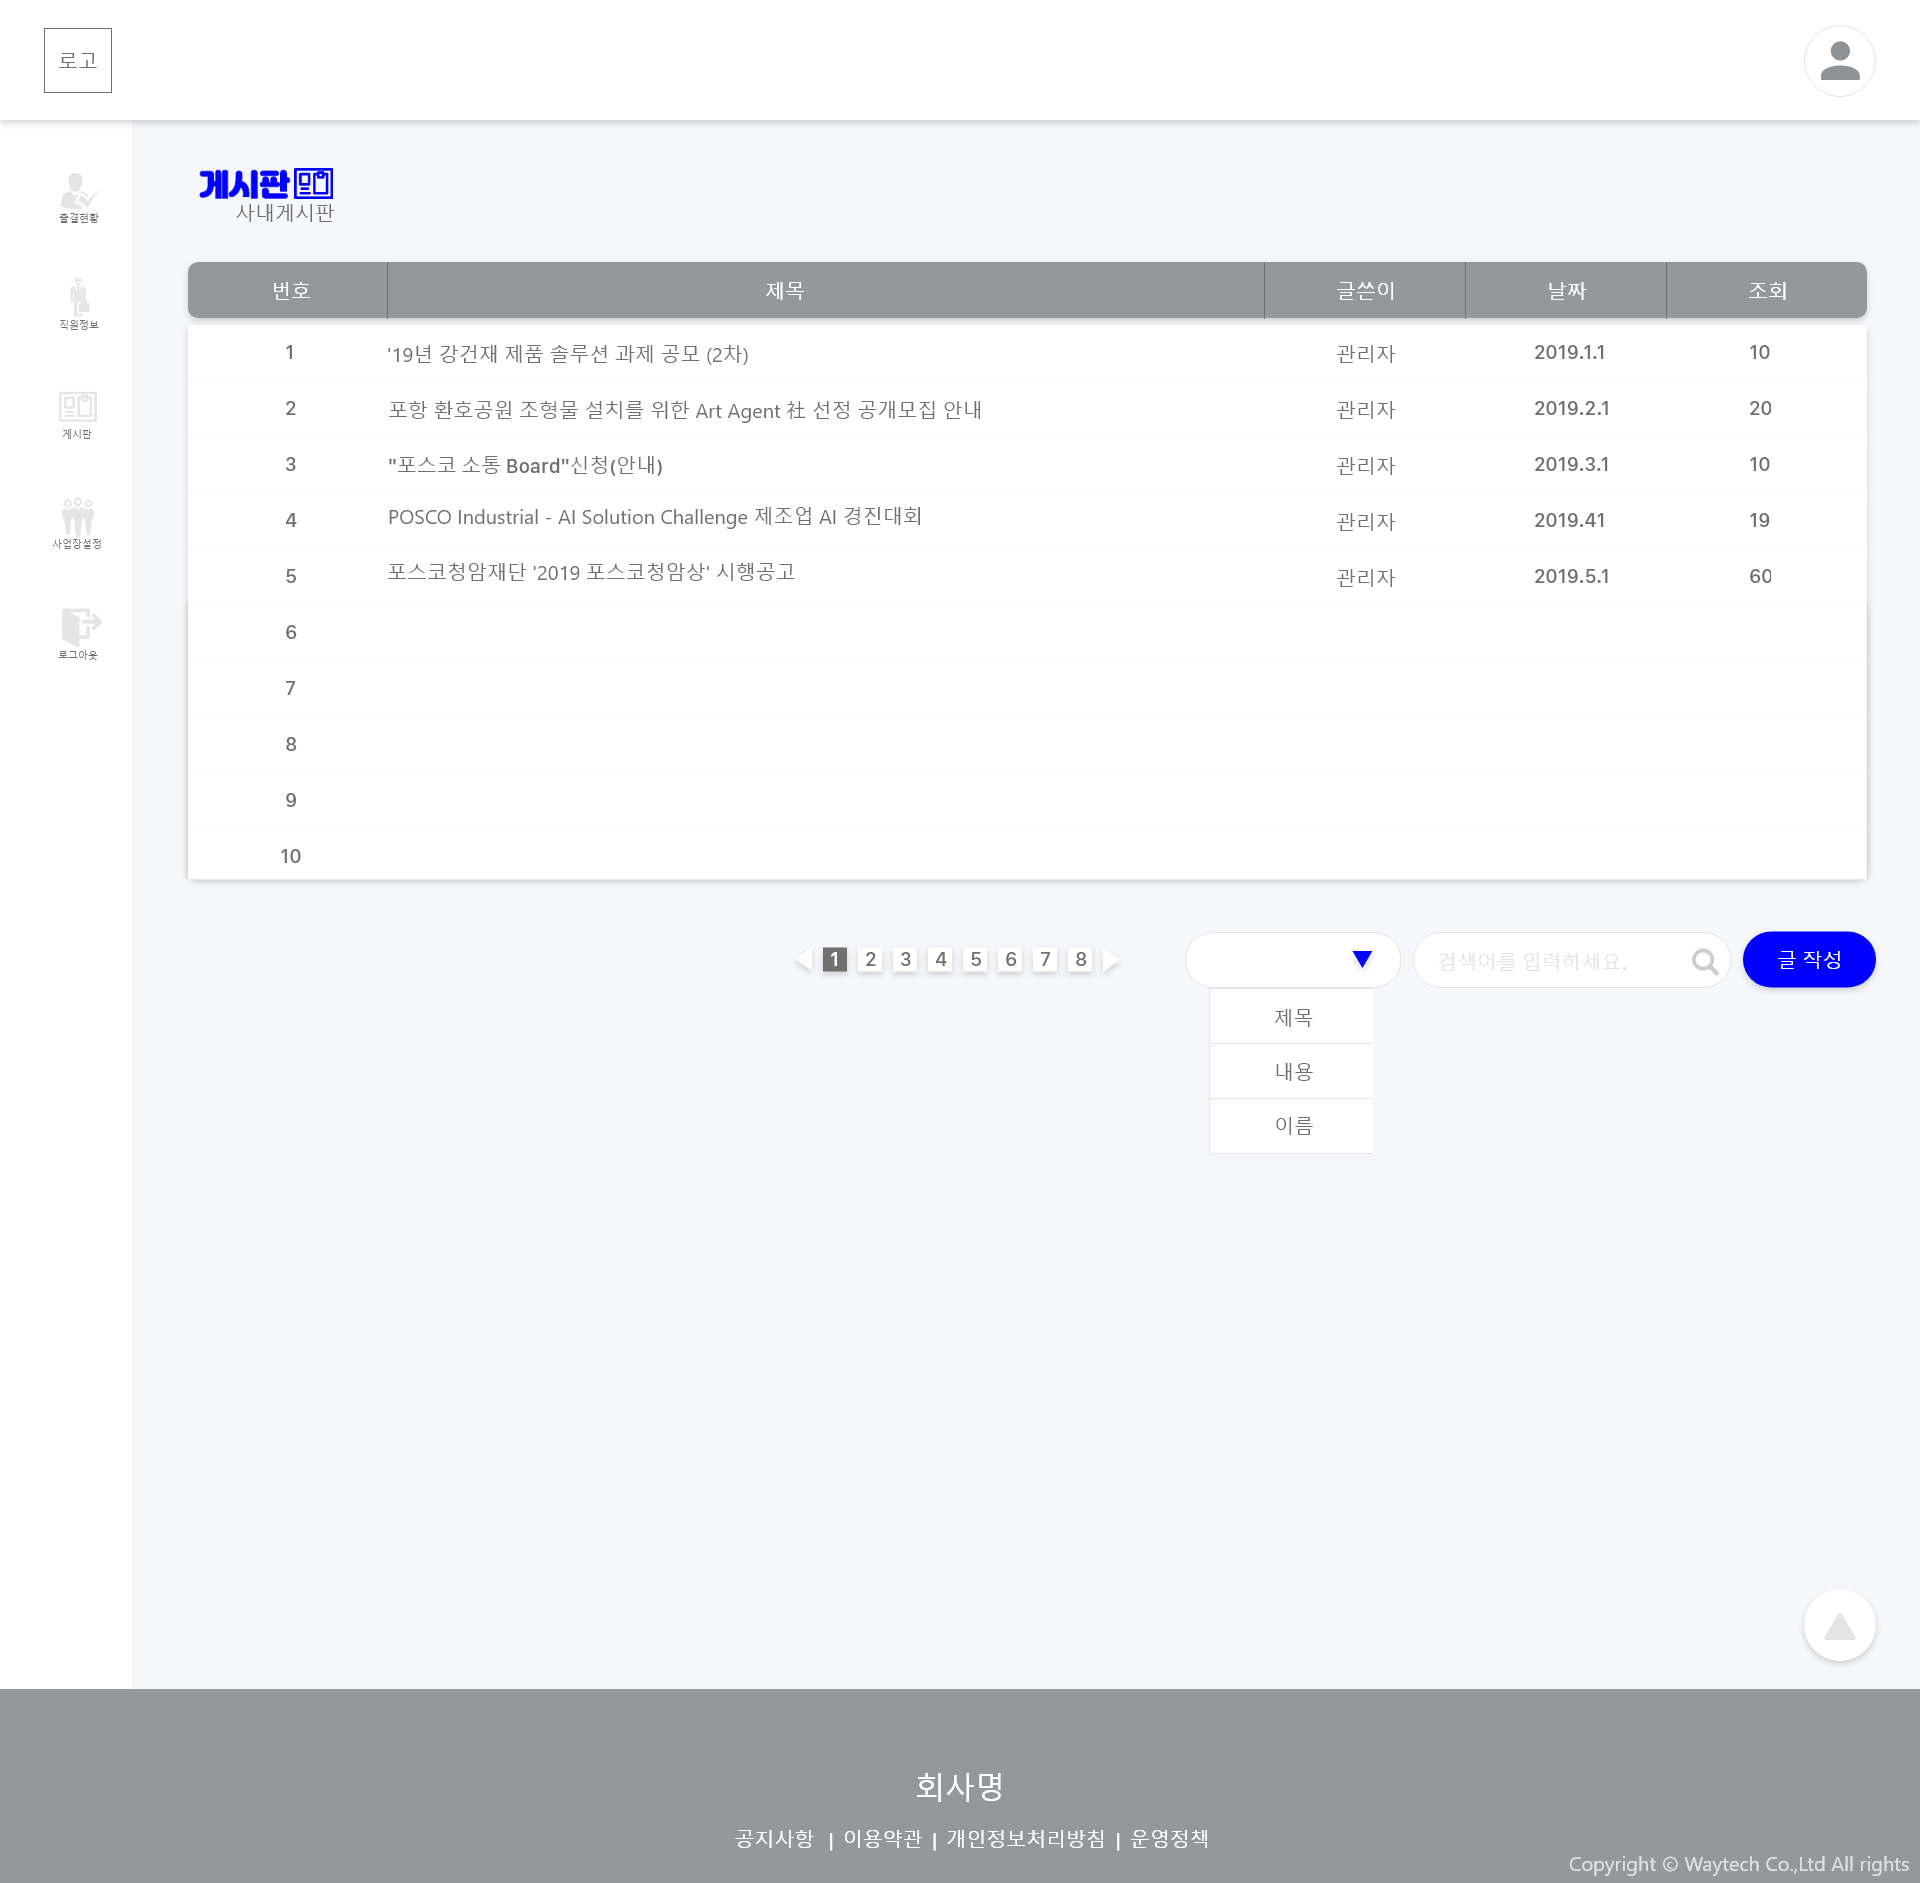 로고
출결현황
직원정보
게시판
사업장설정
로그아웃
게시판
사내게시판
번호 제목 글쓴이 날짜 조회
1 '19년 강건재 제품 솔루션 과제 공모 (2차) 관리자 2019.1.1 10
2 포항 환호공원 조형물 설치를 위한 Art Agent 社 선정 공개모집 안내 관리자 2019.2.1 20
3 "포스코 소통 Board"신청(안내) 관리자 2019.3.1 10
4 POSCO Industrial - AI Solution Challenge 제조업 AI 경진대회 관리자 2019.41 19
5 포스코청암재단 '2019 포스코청암상' 시행공고 관리자 2019.5.1 60
6
7
8
9
10
1 2 3 4 5 6 7 8 검색어를 입력하세요. 글 작성
제목
내용
이름
회사명
공지사항 | 이용약관 | 개인정보처리방침 | 운영정책
Copyright © Waytech Co.,Ltd All rights